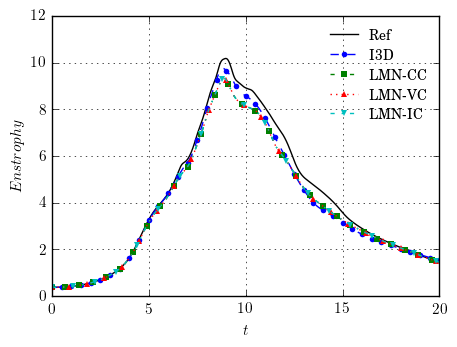 12
10
8
6
4
2
0
Enstrophy
0 5 10 15 20
t
Ref
I3D
LMN-CC
LMN-VC
LMN-IC